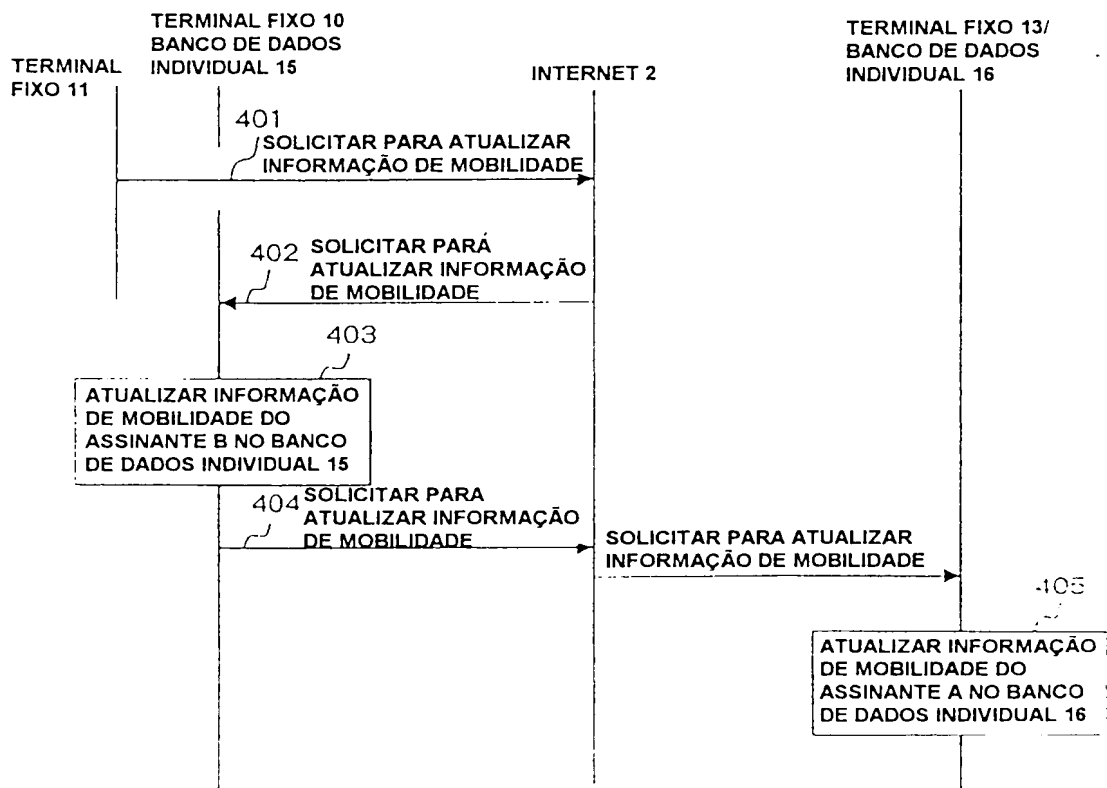 TERMINAL
FIXO 11
TERMINAL FIXO 10
BANCO DE DADOS
INDIVIDUAL 15
INTERNET 2
TERMINAL FIXO 13/
BANCO DE DADOS
INDIVIDUAL 16
401
SOLICITAR PARA ATUALIZAR
INFORMAÇÃO DE MOBILIDADE
402
SOLICITAR PARA
ATUALIZAR INFORMAÇÃO
DE MOBILIDADE
403
ATUALIZAR INFORMAÇÃO
DE MOBILIDADE DO
ASSINANTE B NO BANCO
DE DADOS INDIVIDUAL 15
404
SOLICITAR PARA
ATUALIZAR INFORMAÇÃO
DE MOBILIDADE
SOLICITAR PARA ATUALIZAR
INFORMAÇÃO DE MOBILIDADE
405
ATUALIZAR INFORMAÇÃO
DE MOBILIDADE DO
ASSINANTE A NO BANCO
DE DADOS INDIVIDUAL 16